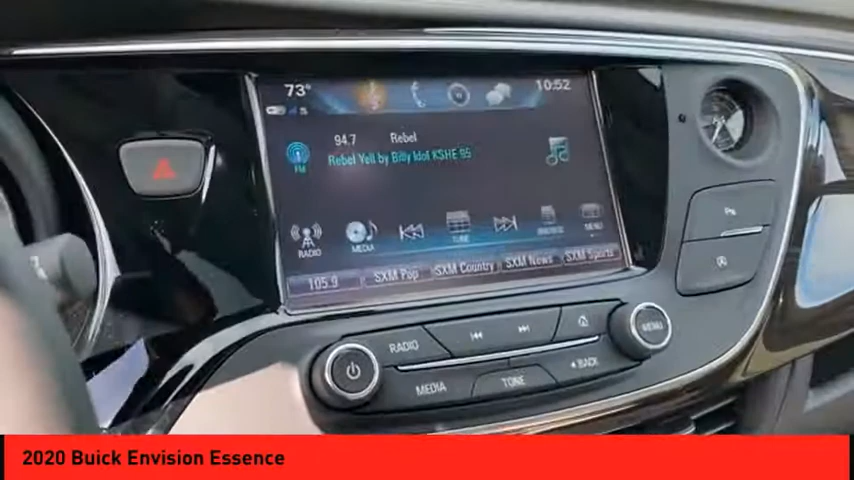 73°
10:52
94.7 Rebel
FM
Rebel Yell by Billy Idol KSHE 95
RADIO MEDIA TUNE BROWSE MENU
105.9 SXM Pop SXM Country SXM News SXM Sports
RADIO
MENU
BACK
MEDIA
TONE
2020 Buick Envision Essence